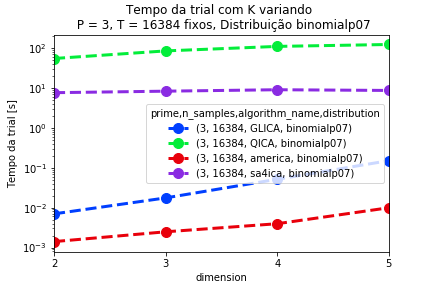 Tempo da trial com K variando
P = 3, T = 16384 fixos, Distribuição binomialp07
Tempo da trial [s]
10²
10¹
10⁰
10⁻¹
10⁻²
10⁻³
prime,n_samples,algorithm_name,distribution
(3, 16384, GLICA, binomialp07)
(3, 16384, QICA, binomialp07)
(3, 16384, america, binomialp07)
(3, 16384, sa4ica, binomialp07)
2 3 4 5
dimension